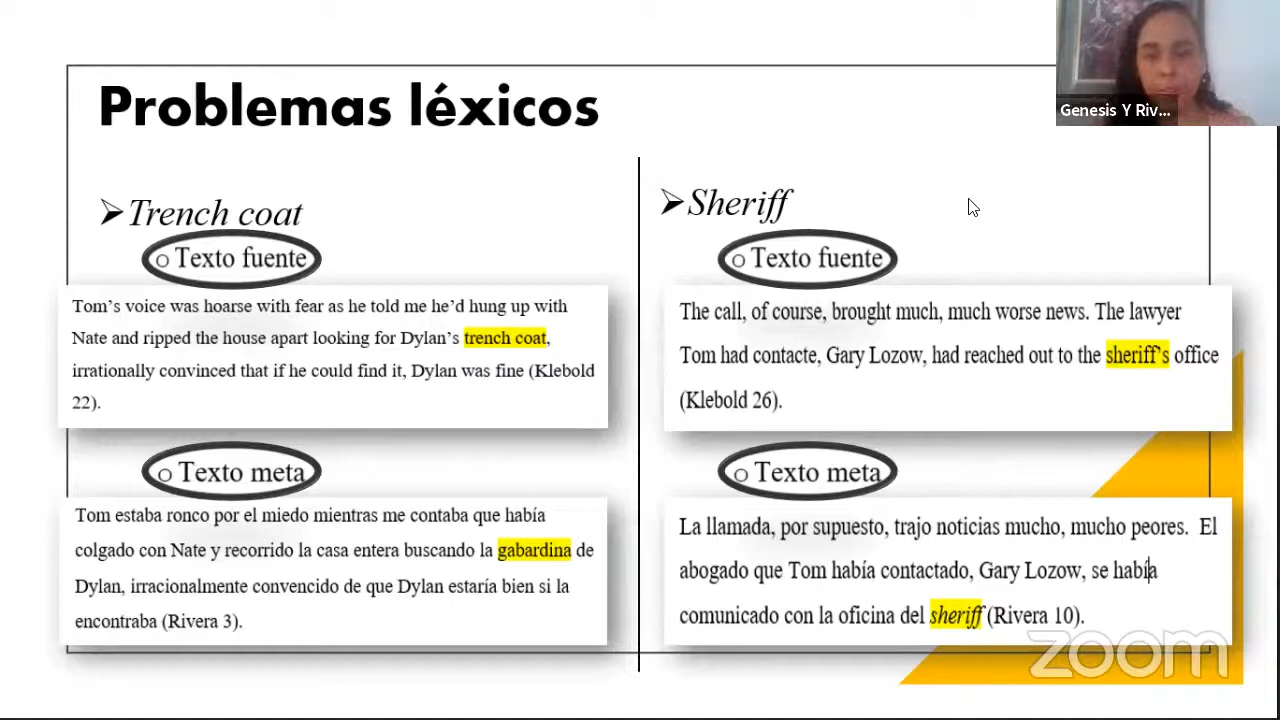 Problemas léxicos
Genesis Y Riv...
Trench coat
Texto fuente
Tom's voice was hoarse with fear as he told me he'd hung up with
Nate and ripped the house apart looking for Dylan's trench coat,
irrationally convinced that if he could find it, Dylan was fine (Klebold
22).
Texto meta
Tom estaba ronco por el miedo mientras me contaba que había
colgado con Nate y recorrido la casa entera buscando la gabardina de
Dylan, irracionalmente convencido de que Dylan estaría bien si la
encontraba (Rivera 3).
Sheriff
Texto fuente
The call, of course, brought much, much worse news. The lawyer
Tom had contacte, Gary Lozow, had reached out to the sheriff's office
(Klebold 26).
Texto meta
La llamada, por supuesto, trajo noticias mucho, mucho peores. El
abogado que Tom había contactado, Gary Lozow, se había
comunicado con la oficina del sheriff (Rivera 10).
zoom